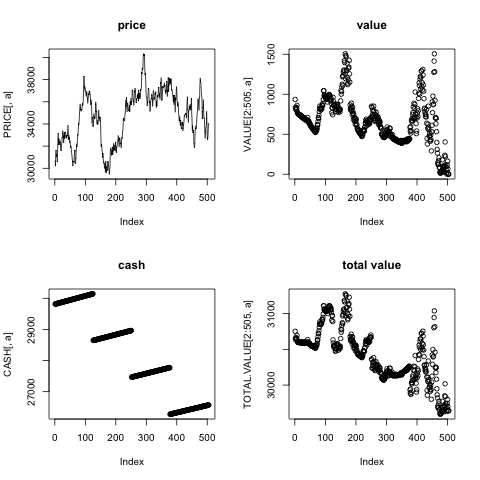 price
PRICE[, a]
30000 34000 38000
0 100 200 300 400 500
Index
value
VALUE[2:505, a]
0 500 1000 1500
0 100 200 300 400 500
Index
cash
CASH[, a]
27000 29000
0 100 200 300 400 500
Index
total value
TOTAL.VALUE[2:505, a]
30000 31000
0 100 200 300 400 500
Index